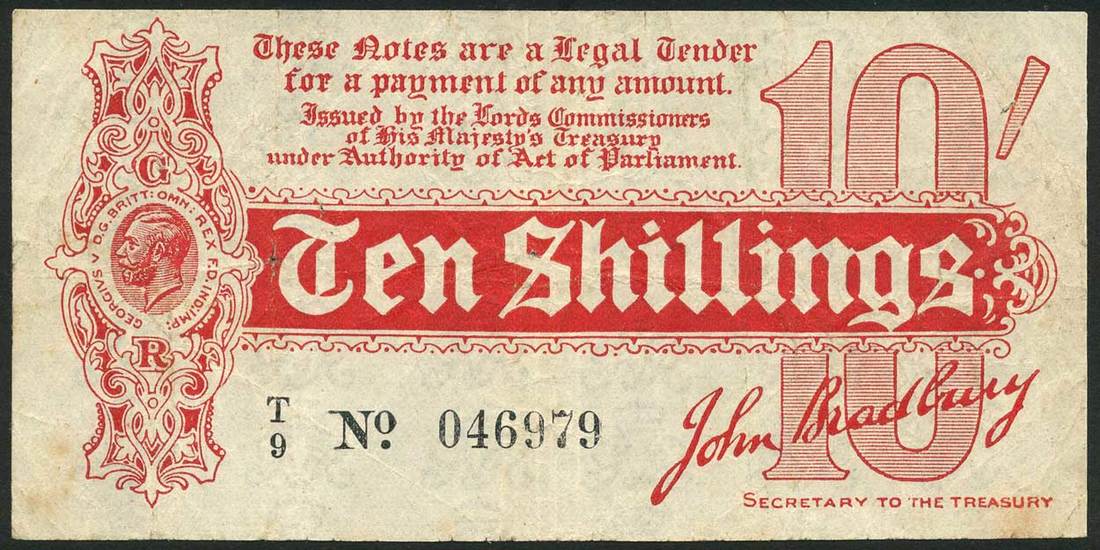 These Notes are a Legal Tender
for a payment of any amount.
Issued by the Lords Commissioners
of His Majesty's Treasury
under Authority of Act of Parliament.
10/
G
GEORGIVS V D.G. BRITT: OMN: REX F.D. IND: IMP:
R
Ten Shillings.
10
T
9
No. 046979
John Bradbury
SECRETARY TO THE TREASURY